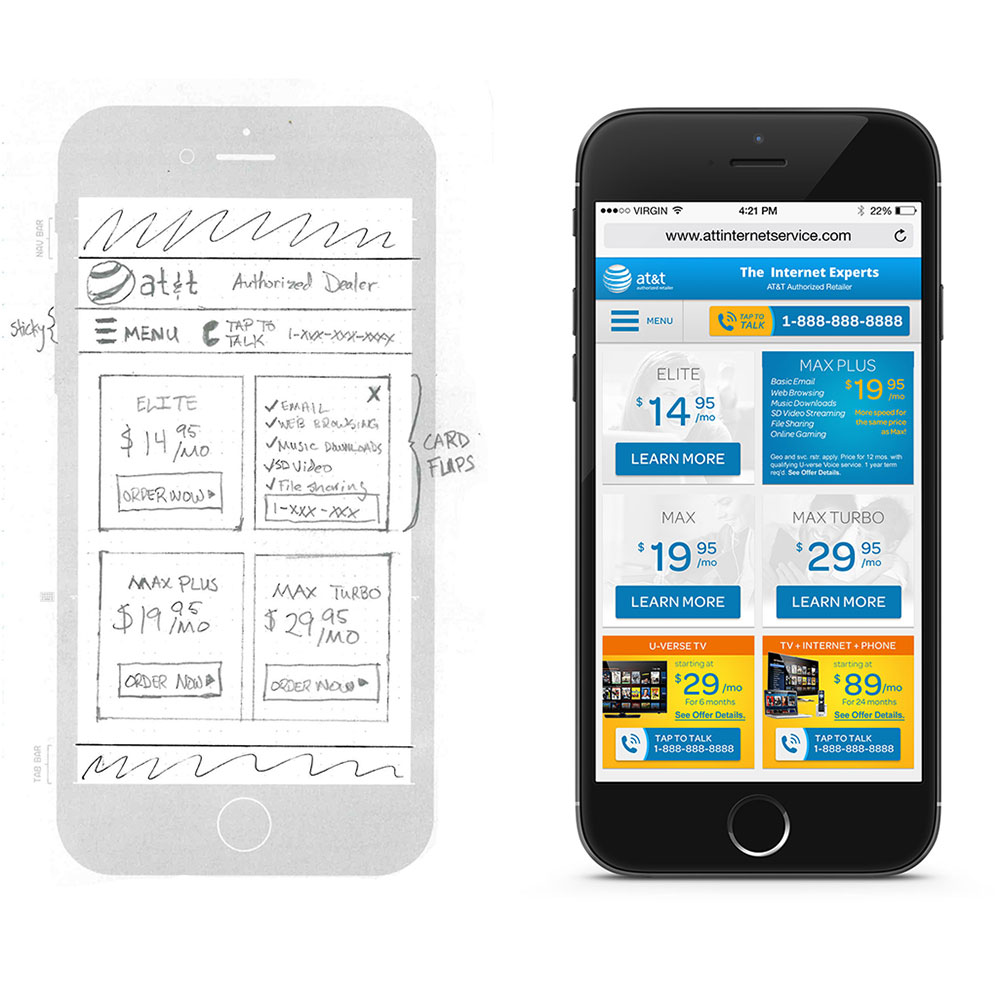 NAV BAR
at&t Authorized Dealer
Sticky
MENU
TAP TO
TALK
1-xxx-xxx-xxxx
ELITE
$14.95
/MO
ORDER NOW
X
EMAIL
WEB BROWSING
MUSIC DOWNLOADS
SD VIDEO
File sharing
1-XXX-XXX
CARD
FLIPS
MAX PLUS
$19.95
/MO
ORDER NOW
MAX TURBO
$29.95
/MO
ORDER NOW
TAB BAR
VIRGIN 4:21 PM 22%
www.attinternetservice.com
at&t
authorized retailer
The Internet Experts
AT&T Authorized Retailer
MENU
TAP TO
TALK
1-888-888-8888
ELITE
$14 95
/mo
LEARN MORE
MAX PLUS
Basic Email
Web Browsing
Music Downloads
SD Video Streaming
File Sharing
Online Gaming
$19 95
/mo
More speed for
the same price
as Max!
Geo and svc. rstr. apply. Price for 12 mos. with
qualifying U-verse Voice service. 1 year term
req'd. See Offer Details.
MAX
$19 95
/mo
LEARN MORE
MAX TURBO
$29 95
/mo
LEARN MORE
U-VERSE TV
starting at
$29/mo
For 6 months
See Offer Details.
TAP TO TALK
1-888-888-8888
TV + INTERNET + PHONE
starting at
$89/mo
For 24 months
See Offer Details.
TAP TO TALK
1-888-888-8888